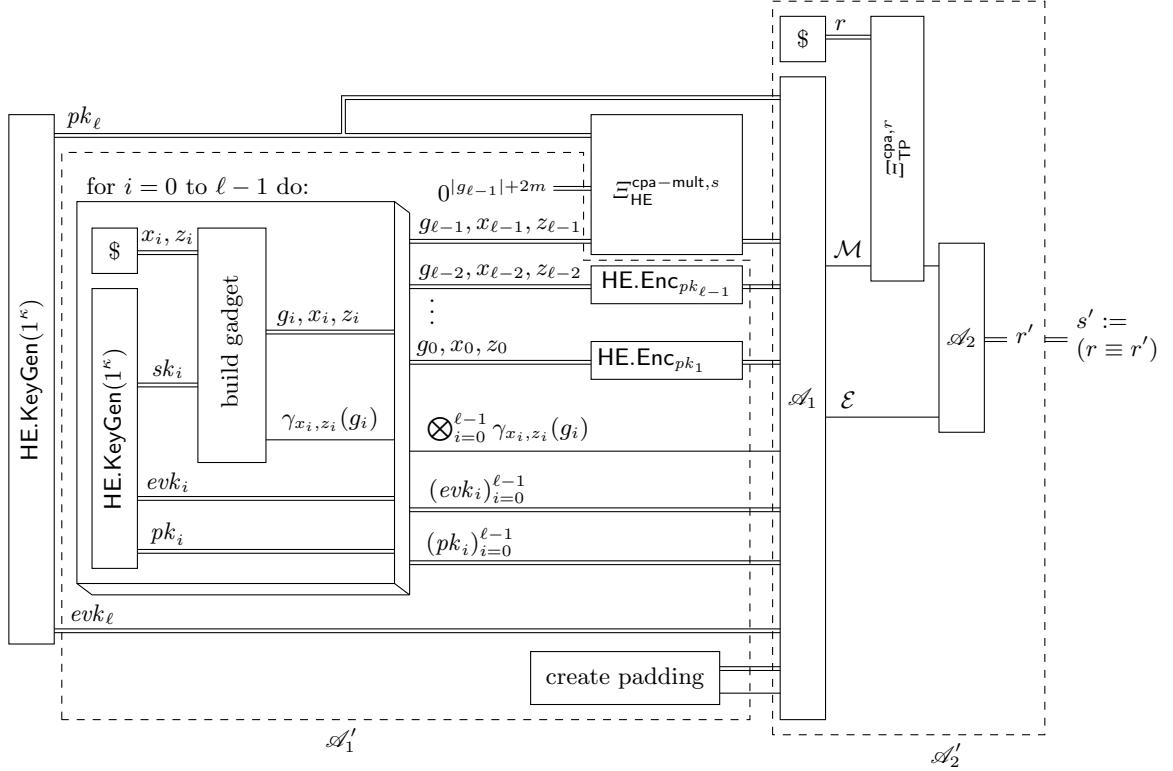 $ r
pk_ℓ
Ξ_TP^{cpa,r}
for i = 0 to ℓ − 1 do:
0^{|g_{ℓ−1}|+2m}
Ξ_HE^{cpa−mult,s}
$ x_i, z_i
g_{ℓ−1}, x_{ℓ−1}, z_{ℓ−1}
M
g_{ℓ−2}, x_{ℓ−2}, z_{ℓ−2} HE.Enc_{pk_{ℓ−1}}
⋮
build gadget
g_i, x_i, z_i
HE.KeyGen(1^κ)
HE.KeyGen(1^κ)
g_0, x_0, z_0 HE.Enc_{pk_1}
𝒜_2 r′ s′ :=
(r ≡ r′)
sk_i
𝒜_1 ℰ
γ_{x_i,z_i}(g_i) ⊗_{i=0}^{ℓ−1} γ_{x_i,z_i}(g_i)
evk_i (evk_i)_{i=0}^{ℓ−1}
pk_i (pk_i)_{i=0}^{ℓ−1}
evk_ℓ
create padding
𝒜_1′
𝒜_2′